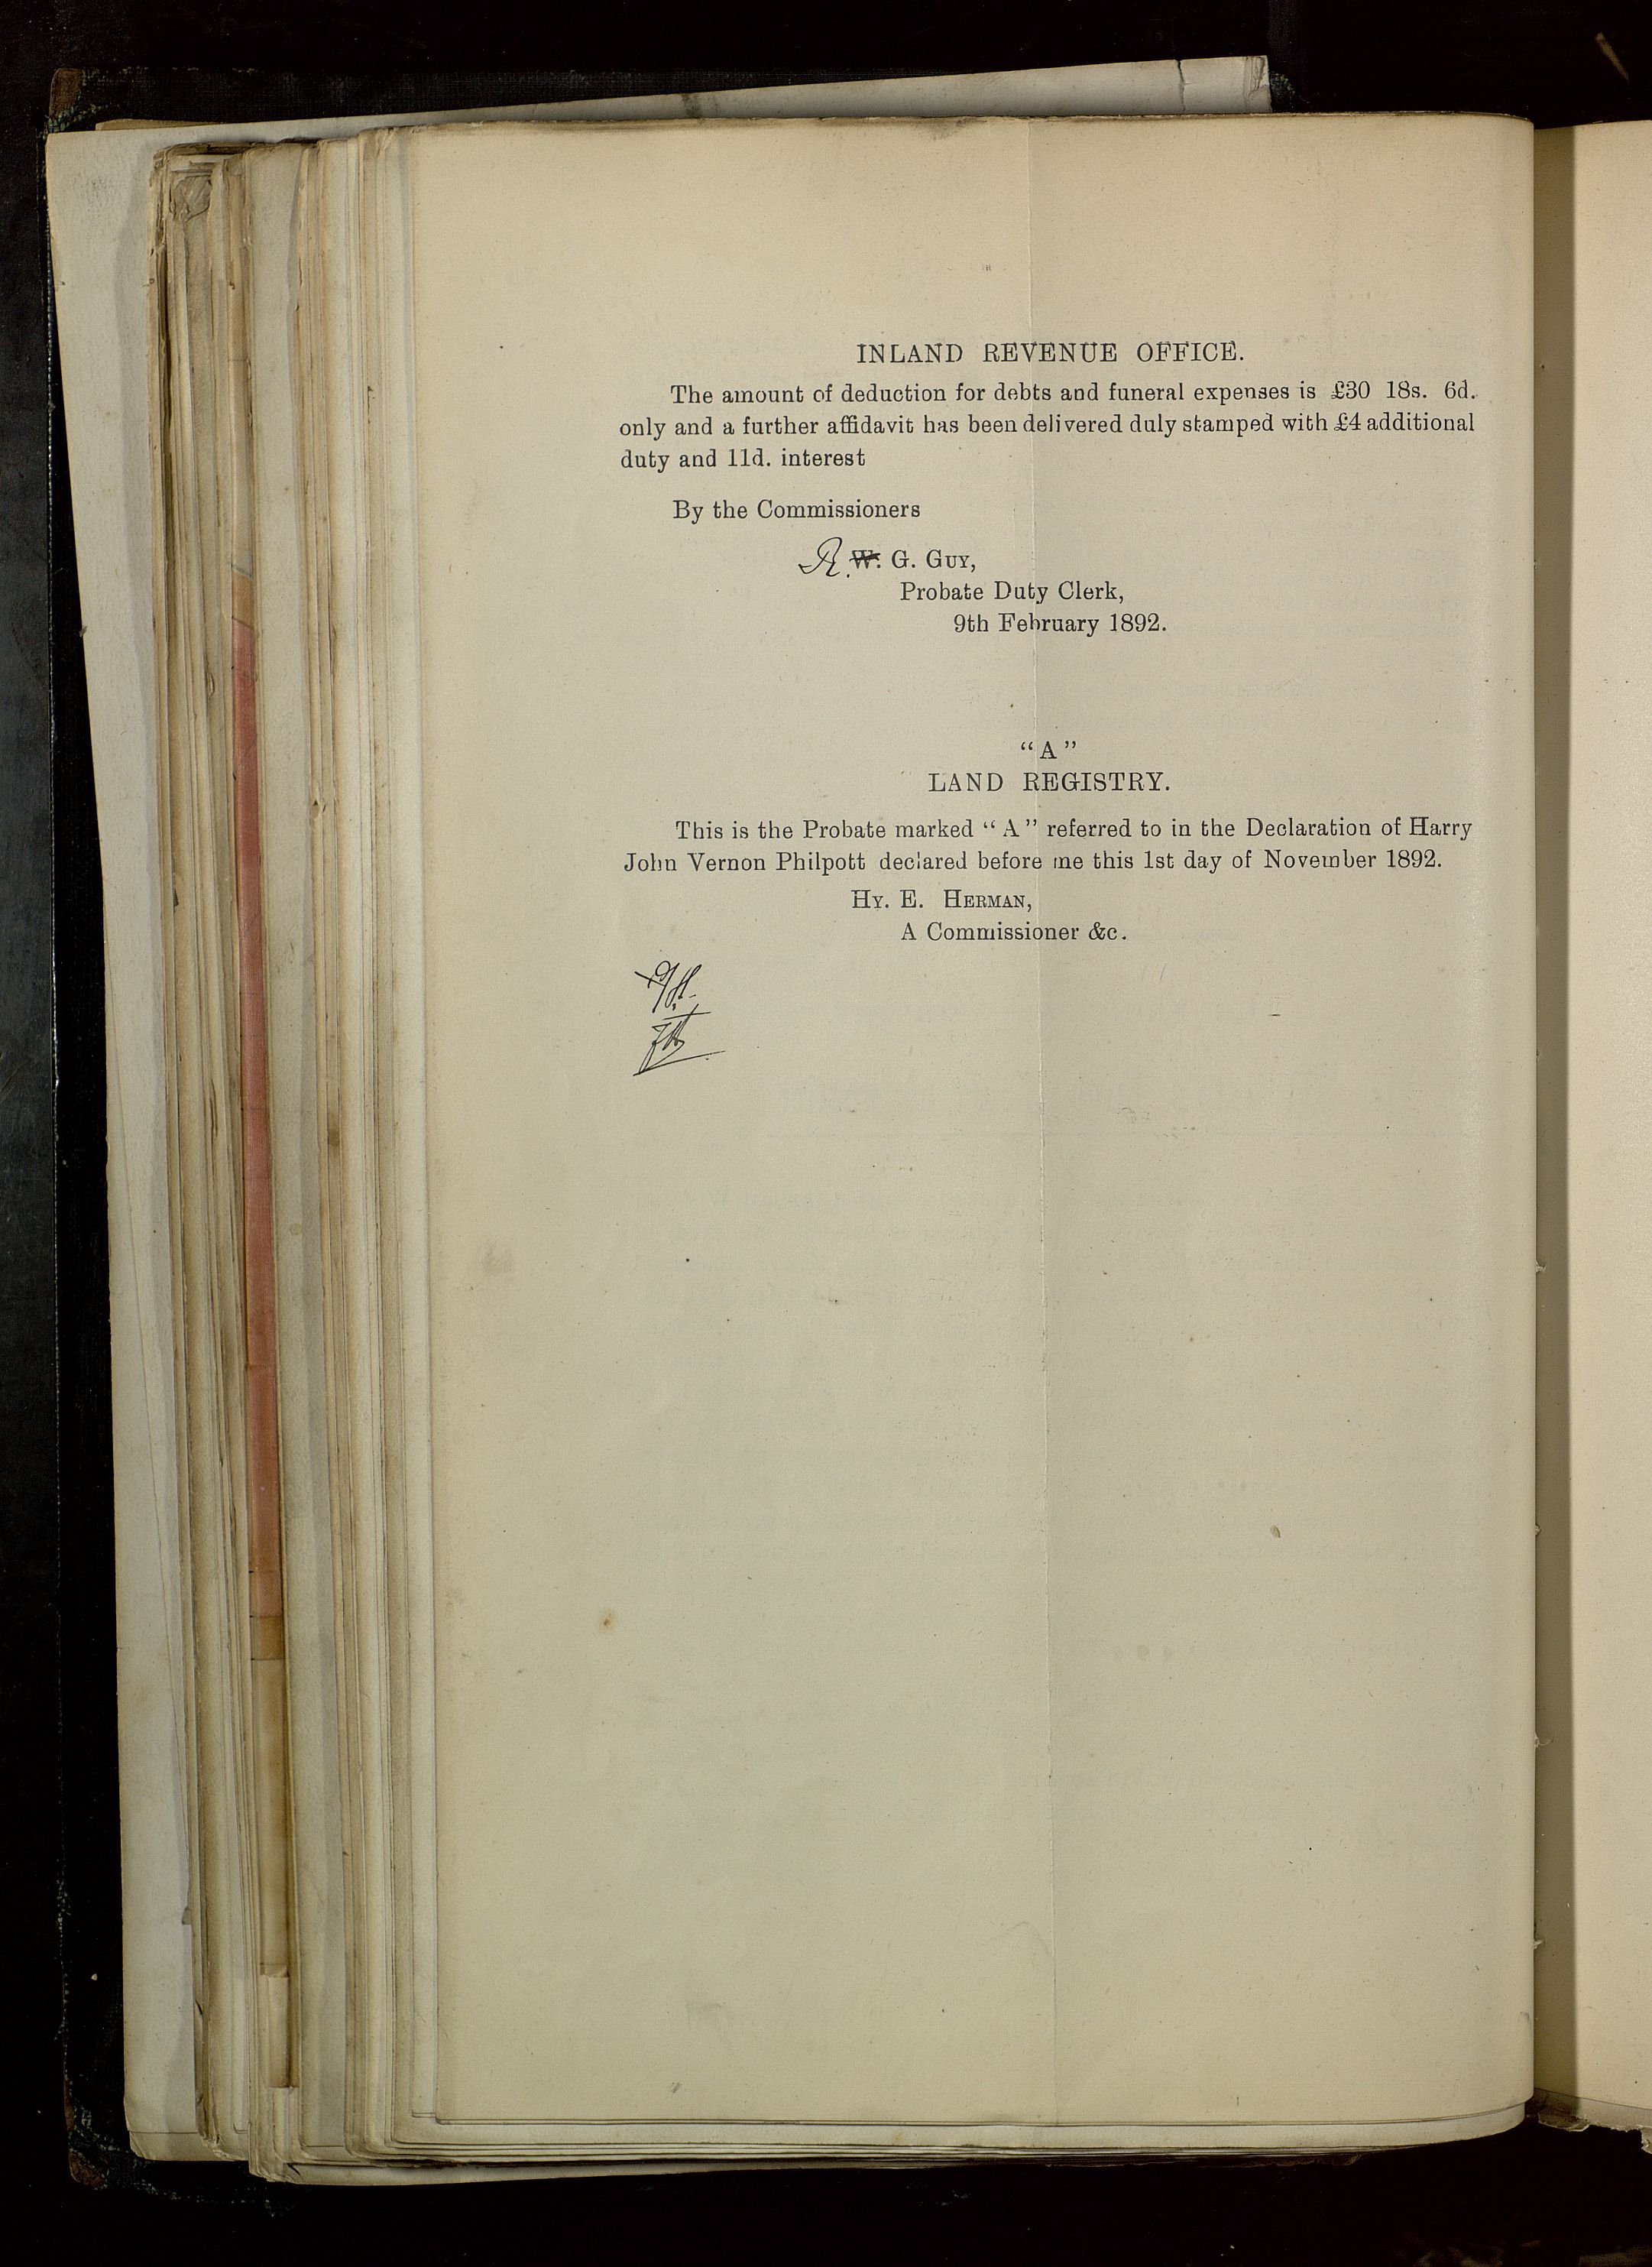 INLAND REVENUE OFFICE.
The amount of deduction for debts and funeral expenses is £30 18s. 6d.
only and a further affidavit has been delivered duly stamped with £4 additional
duty and 11d. interest
By the Commissioners
R. W. G. GUY,
Probate Duty Clerk,
9th February 1892.
“A”
LAND REGISTRY.
This is the Probate marked “A” referred to in the Declaration of Harry
John Vernon Philpott declared before me this 1st day of November 1892.
HY. E. HERMAN,
A Commissioner &c.